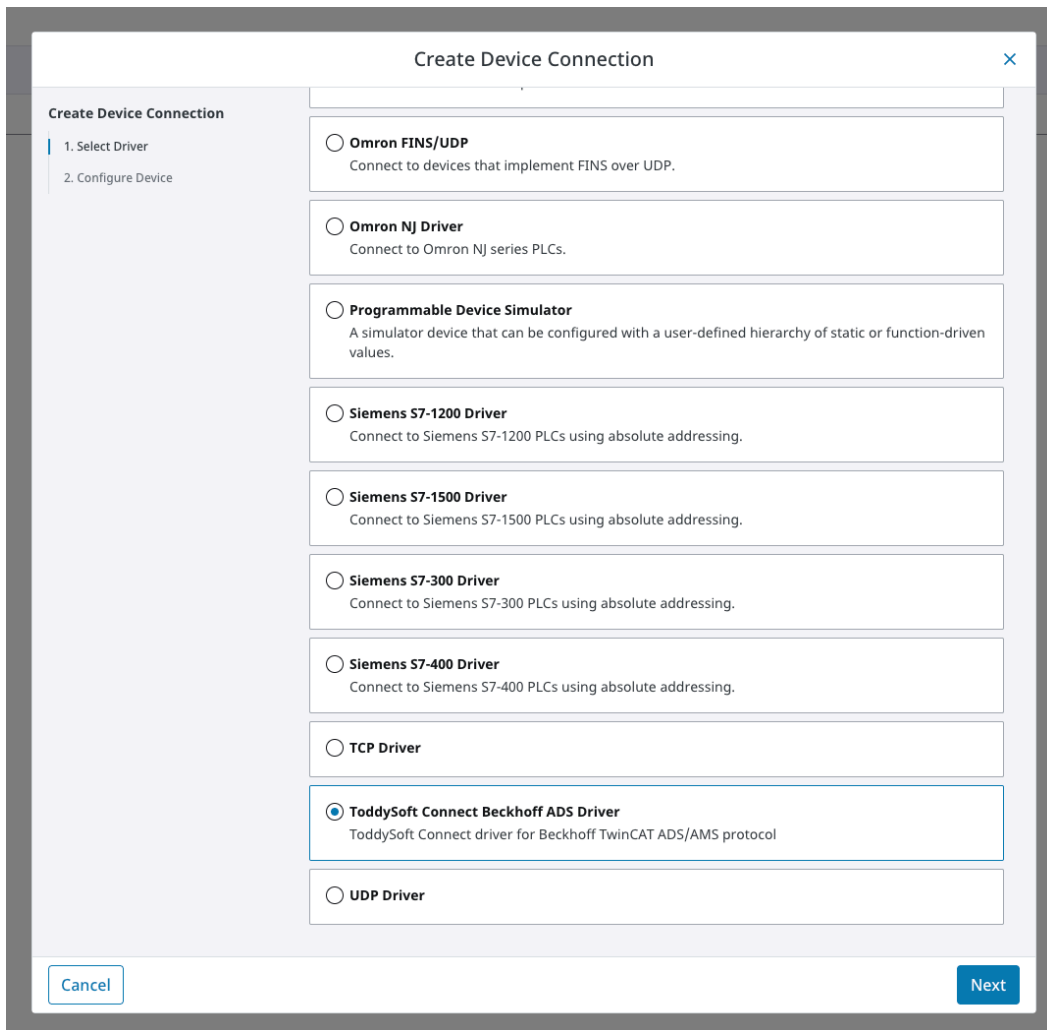 Create Device Connection
Create Device Connection
1. Select Driver
2. Configure Device
Omron FINS/UDP
Connect to devices that implement FINS over UDP.
Omron NJ Driver
Connect to Omron NJ series PLCs.
Programmable Device Simulator
A simulator device that can be configured with a user-defined hierarchy of static or function-driven
values.
Siemens S7-1200 Driver
Connect to Siemens S7-1200 PLCs using absolute addressing.
Siemens S7-1500 Driver
Connect to Siemens S7-1500 PLCs using absolute addressing.
Siemens S7-300 Driver
Connect to Siemens S7-300 PLCs using absolute addressing.
Siemens S7-400 Driver
Connect to Siemens S7-400 PLCs using absolute addressing.
TCP Driver
ToddySoft Connect Beckhoff ADS Driver
ToddySoft Connect driver for Beckhoff TwinCAT ADS/AMS protocol
UDP Driver
Cancel
Next